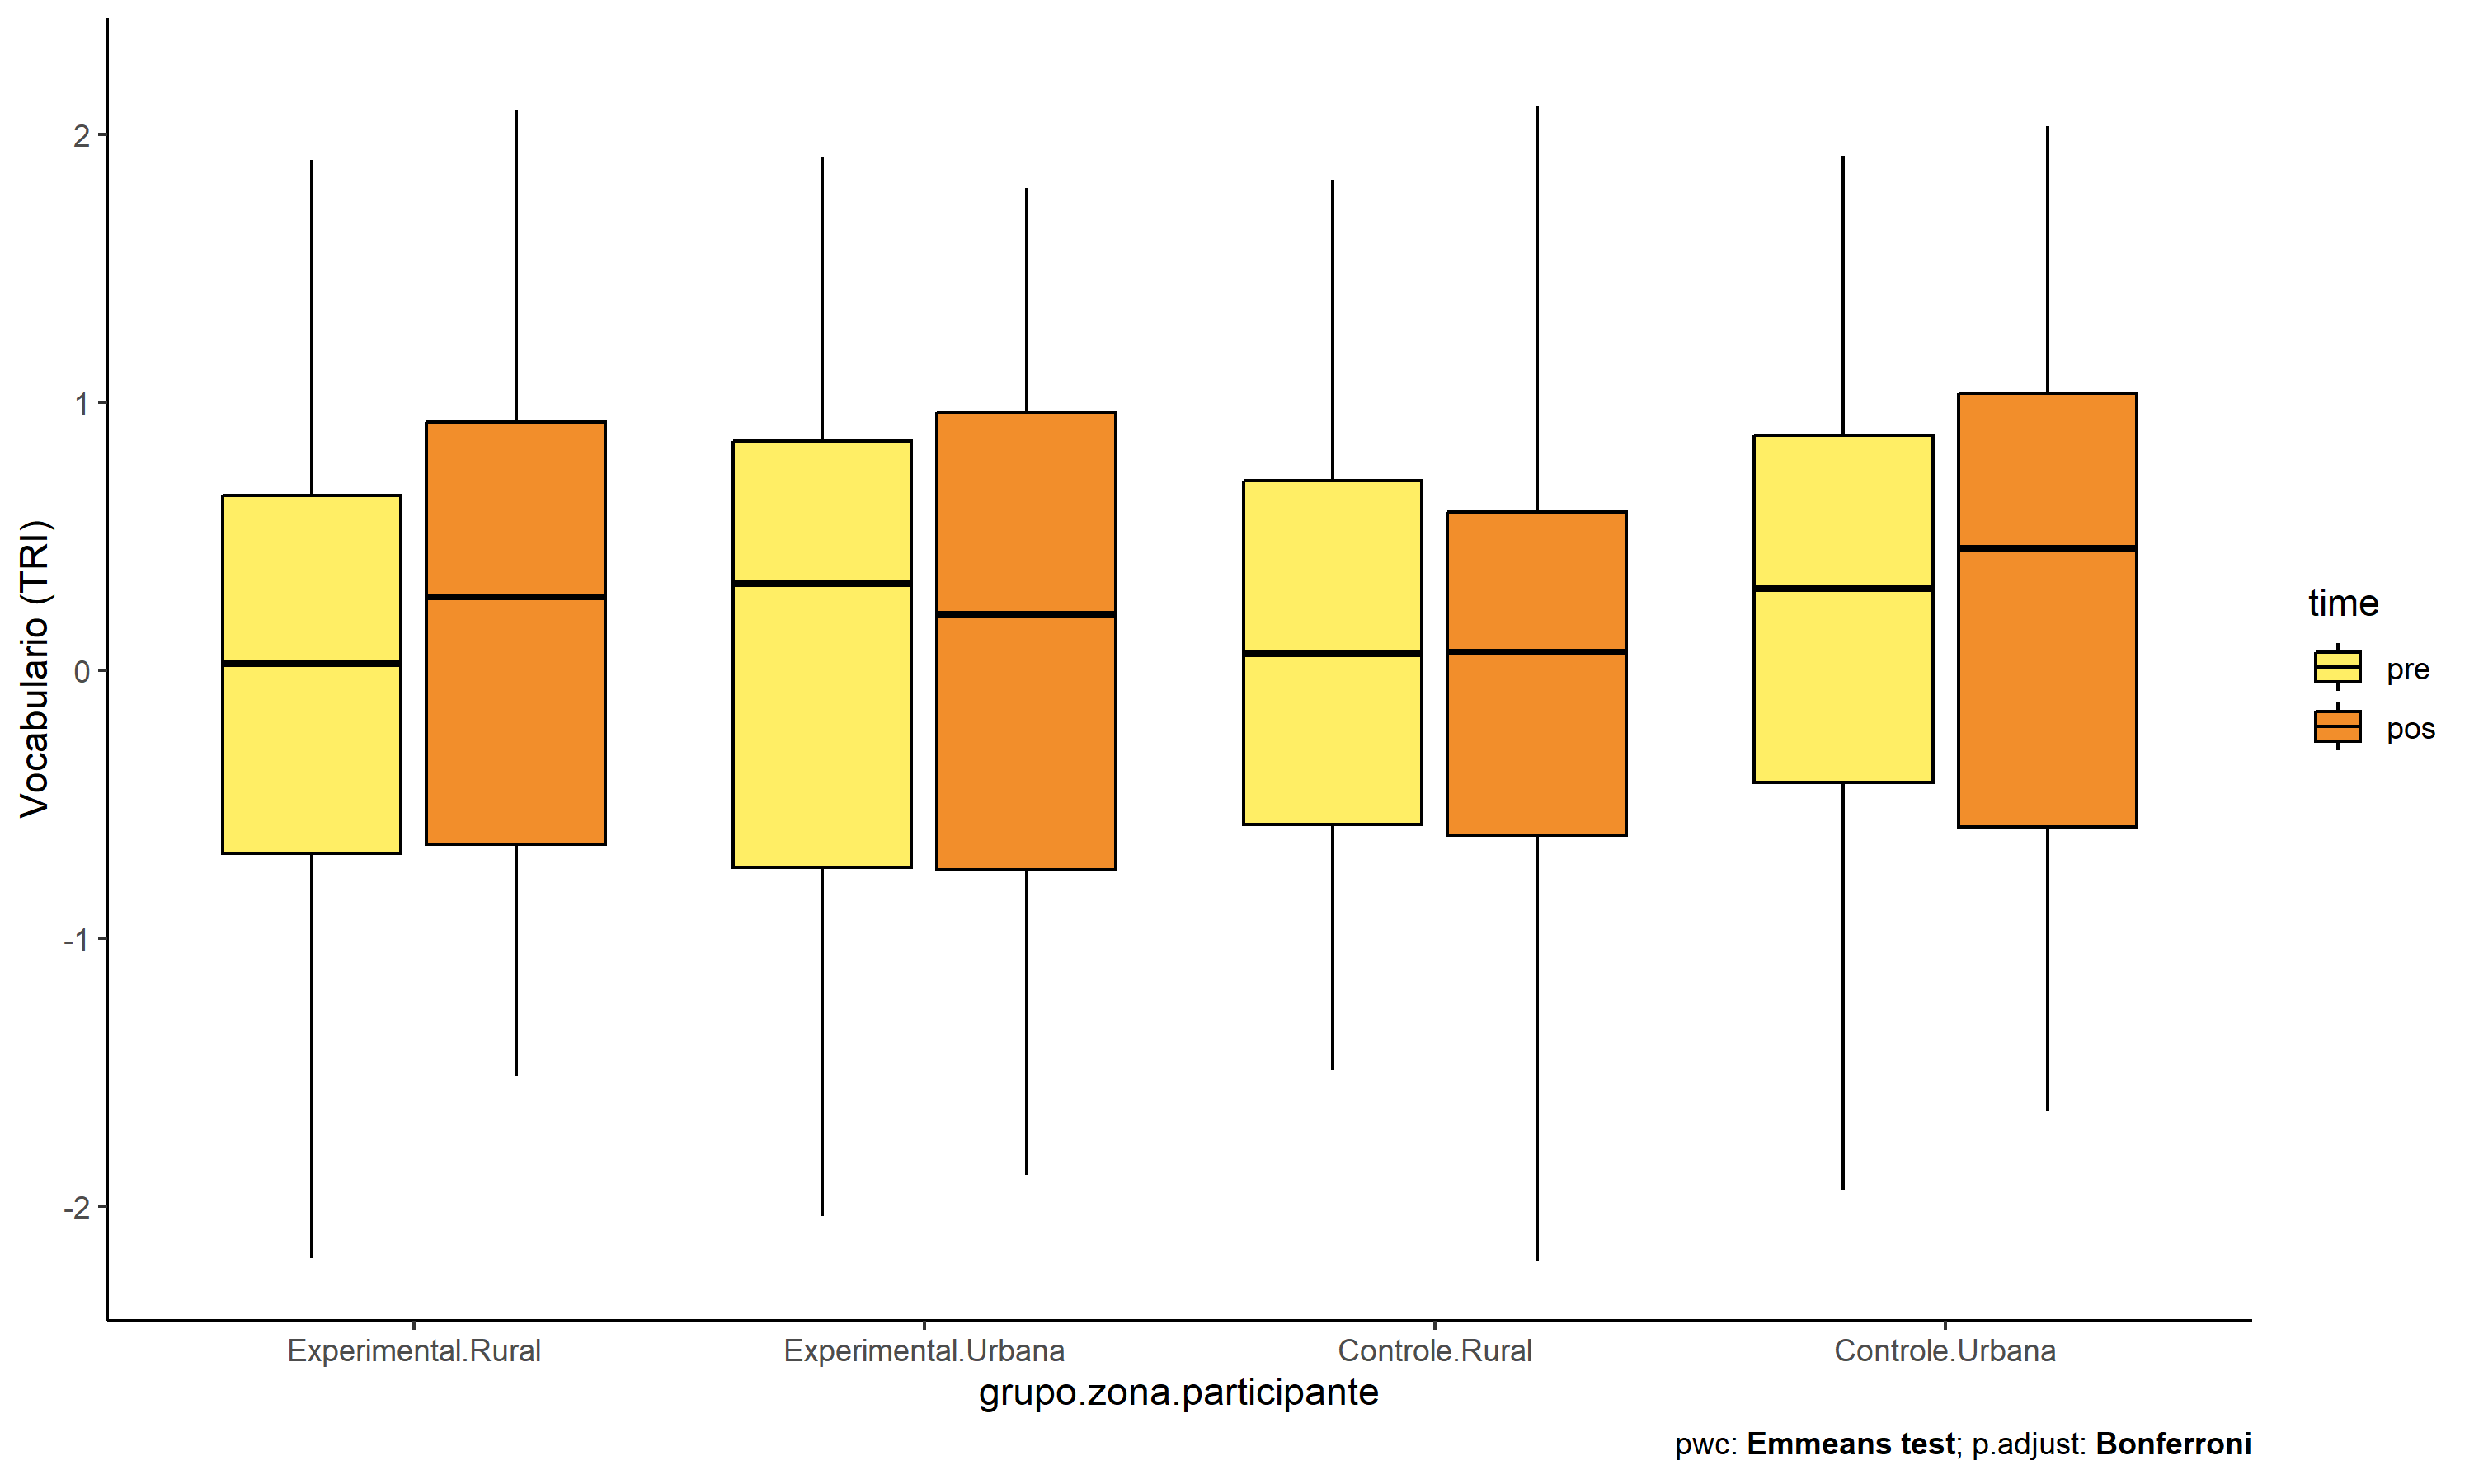 Vocabulario (TRI)
2
1
0
-1
-2
Experimental.Rural
Experimental.Urbana
Controle.Rural
Controle.Urbana
grupo.zona.participante
time
pre
pos
pwc: Emmeans test; p.adjust: Bonferroni